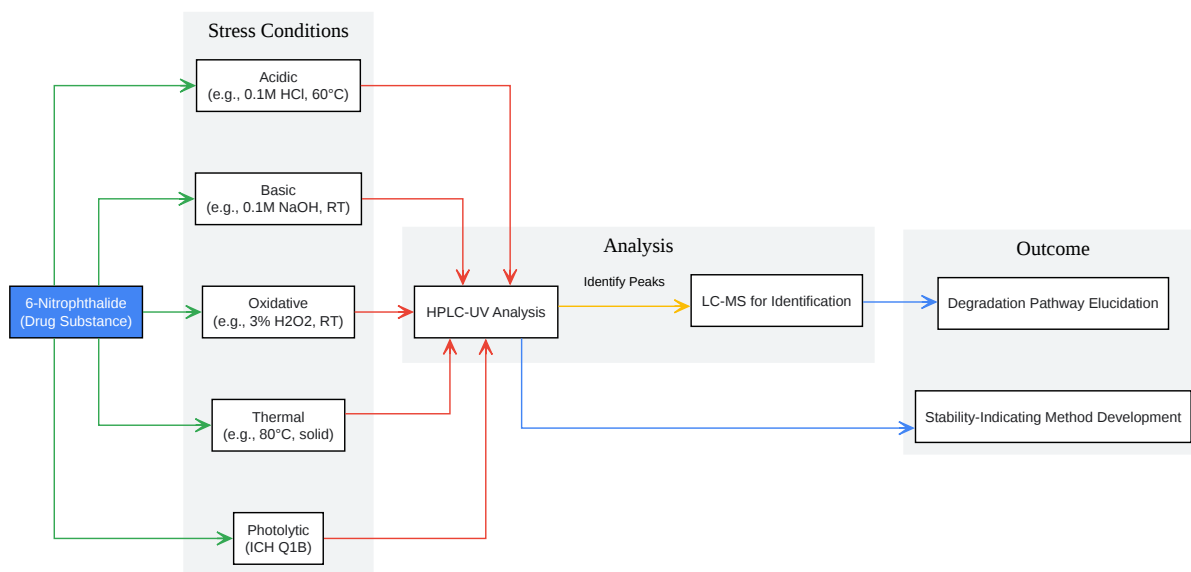 Stress Conditions
Acidic
(e.g., 0.1M HCl, 60°C)
Basic
(e.g., 0.1M NaOH, RT)
6-Nitrophthalide
(Drug Substance)
Oxidative
(e.g., 3% H2O2, RT)
Thermal
(e.g., 80°C, solid)
Photolytic
(ICH Q1B)
Analysis
HPLC-UV Analysis
Identify Peaks
LC-MS for Identification
Outcome
Degradation Pathway Elucidation
Stability-Indicating Method Development